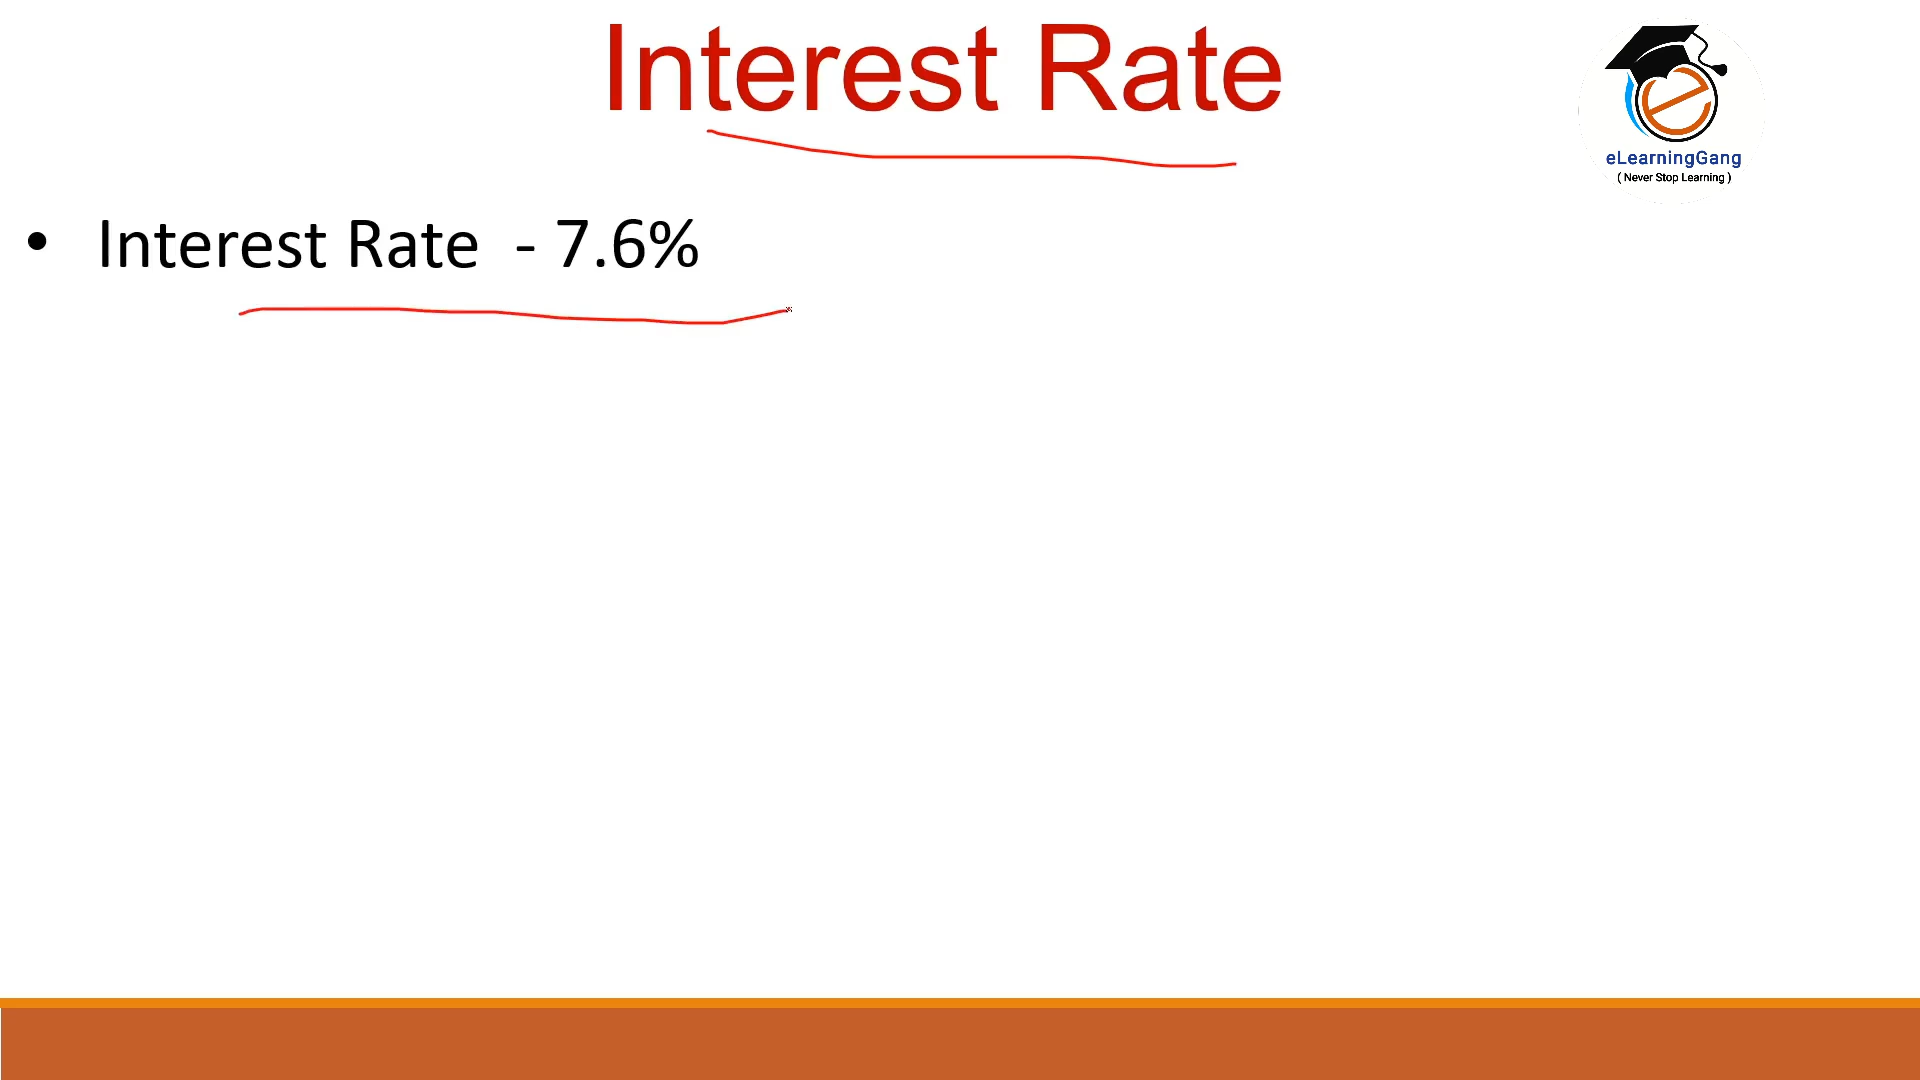 Interest Rate
eLearningGang
( Never Stop Learning )
• Interest Rate - 7.6%